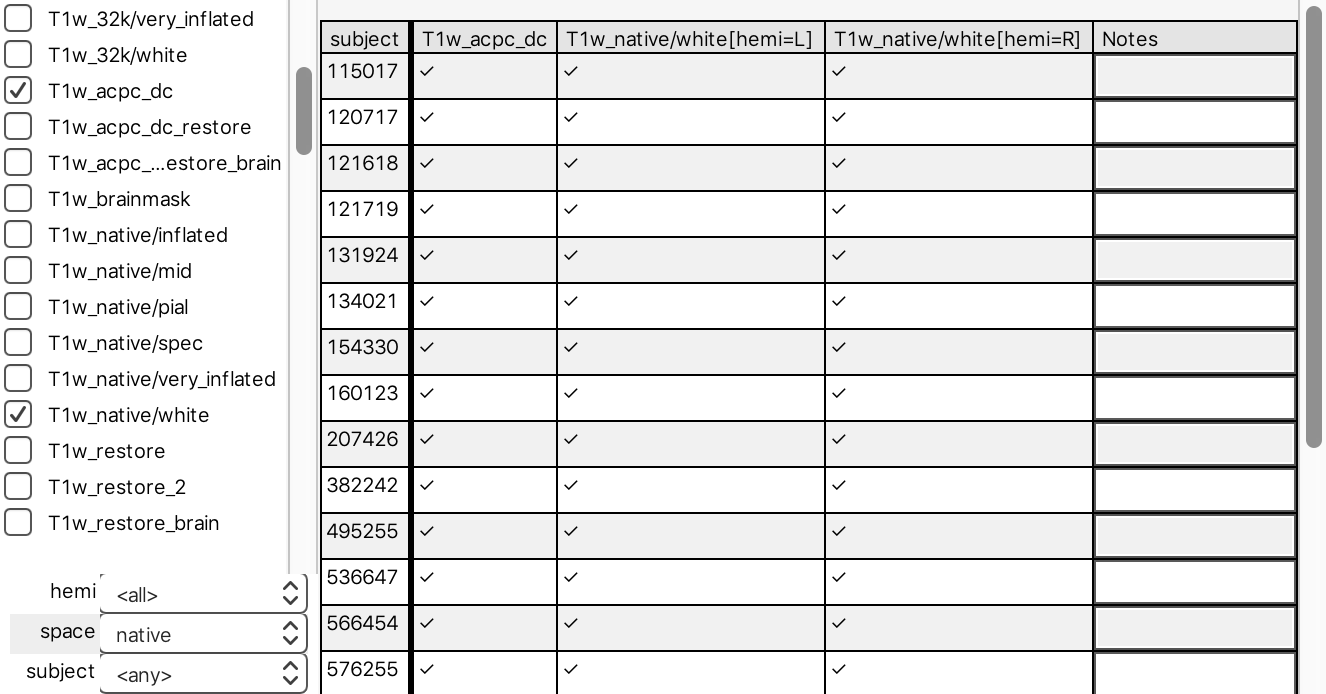 T1w_32k/very_inflated
T1w_32k/white
T1w_acpc_dc
T1w_acpc_dc_restore
T1w_acpc_...estore_brain
T1w_brainmask
T1w_native/inflated
T1w_native/mid
T1w_native/pial
T1w_native/spec
T1w_native/very_inflated
T1w_native/white
T1w_restore
T1w_restore_2
T1w_restore_brain
hemi <all>
space native
subject <any>
subject T1w_acpc_dc T1w_native/white[hemi=L] T1w_native/white[hemi=R] Notes
115017 ✓ ✓ ✓
120717 ✓ ✓ ✓
121618 ✓ ✓ ✓
121719 ✓ ✓ ✓
131924 ✓ ✓ ✓
134021 ✓ ✓ ✓
154330 ✓ ✓ ✓
160123 ✓ ✓ ✓
207426 ✓ ✓ ✓
382242 ✓ ✓ ✓
495255 ✓ ✓ ✓
536647 ✓ ✓ ✓
566454 ✓ ✓ ✓
576255 ✓ ✓ ✓